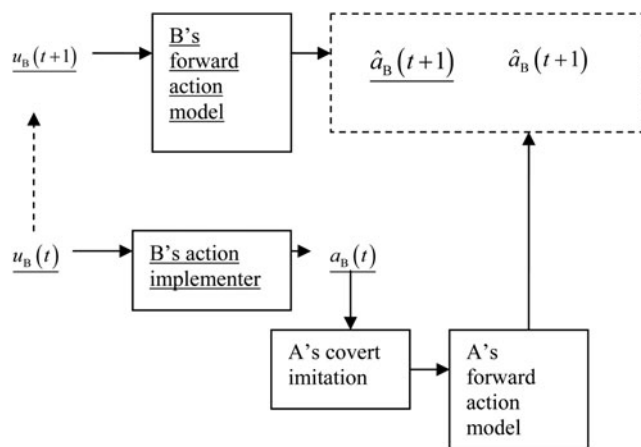 u_B(t+1)
B's
forward
action
model
â_B(t+1) â_B(t+1)
u_B(t)
B's action
implementer
a_B(t)
A's covert
imitation
A's
forward
action
model